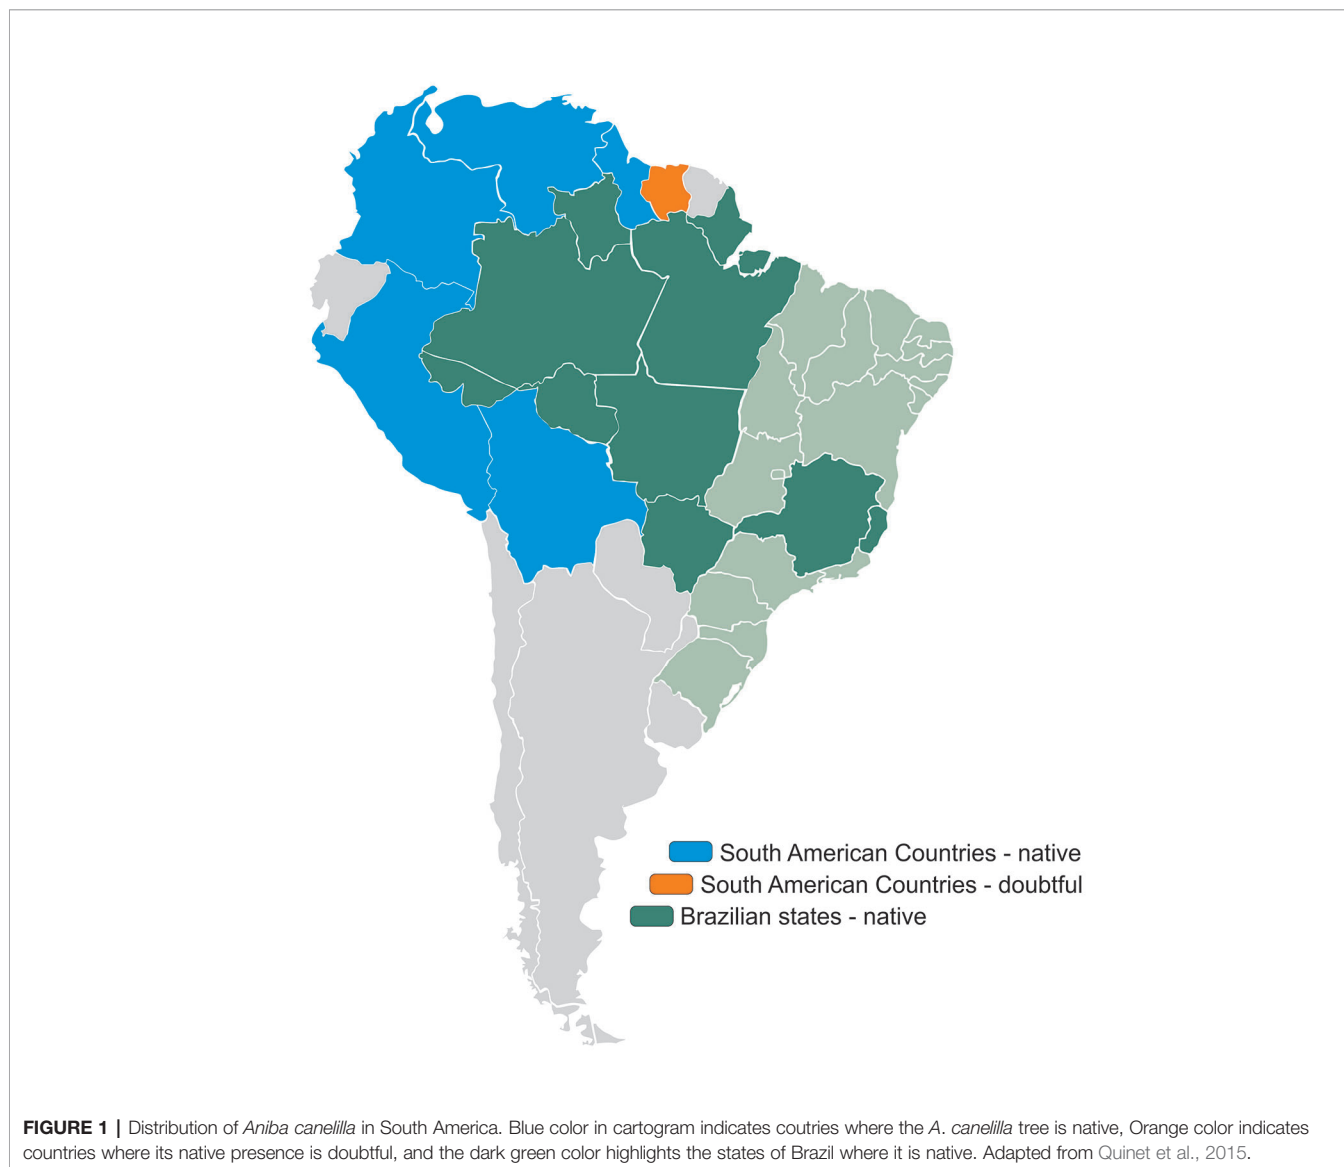 South American Countries - native
South American Countries - doubtful
Brazilian states - native
FIGURE 1 | Distribution of Aniba canelilla in South America. Blue color in cartogram indicates coutries where the A. canelilla tree is native, Orange color indicates
countries where its native presence is doubtful, and the dark green color highlights the states of Brazil where it is native. Adapted from Quinet et al., 2015.